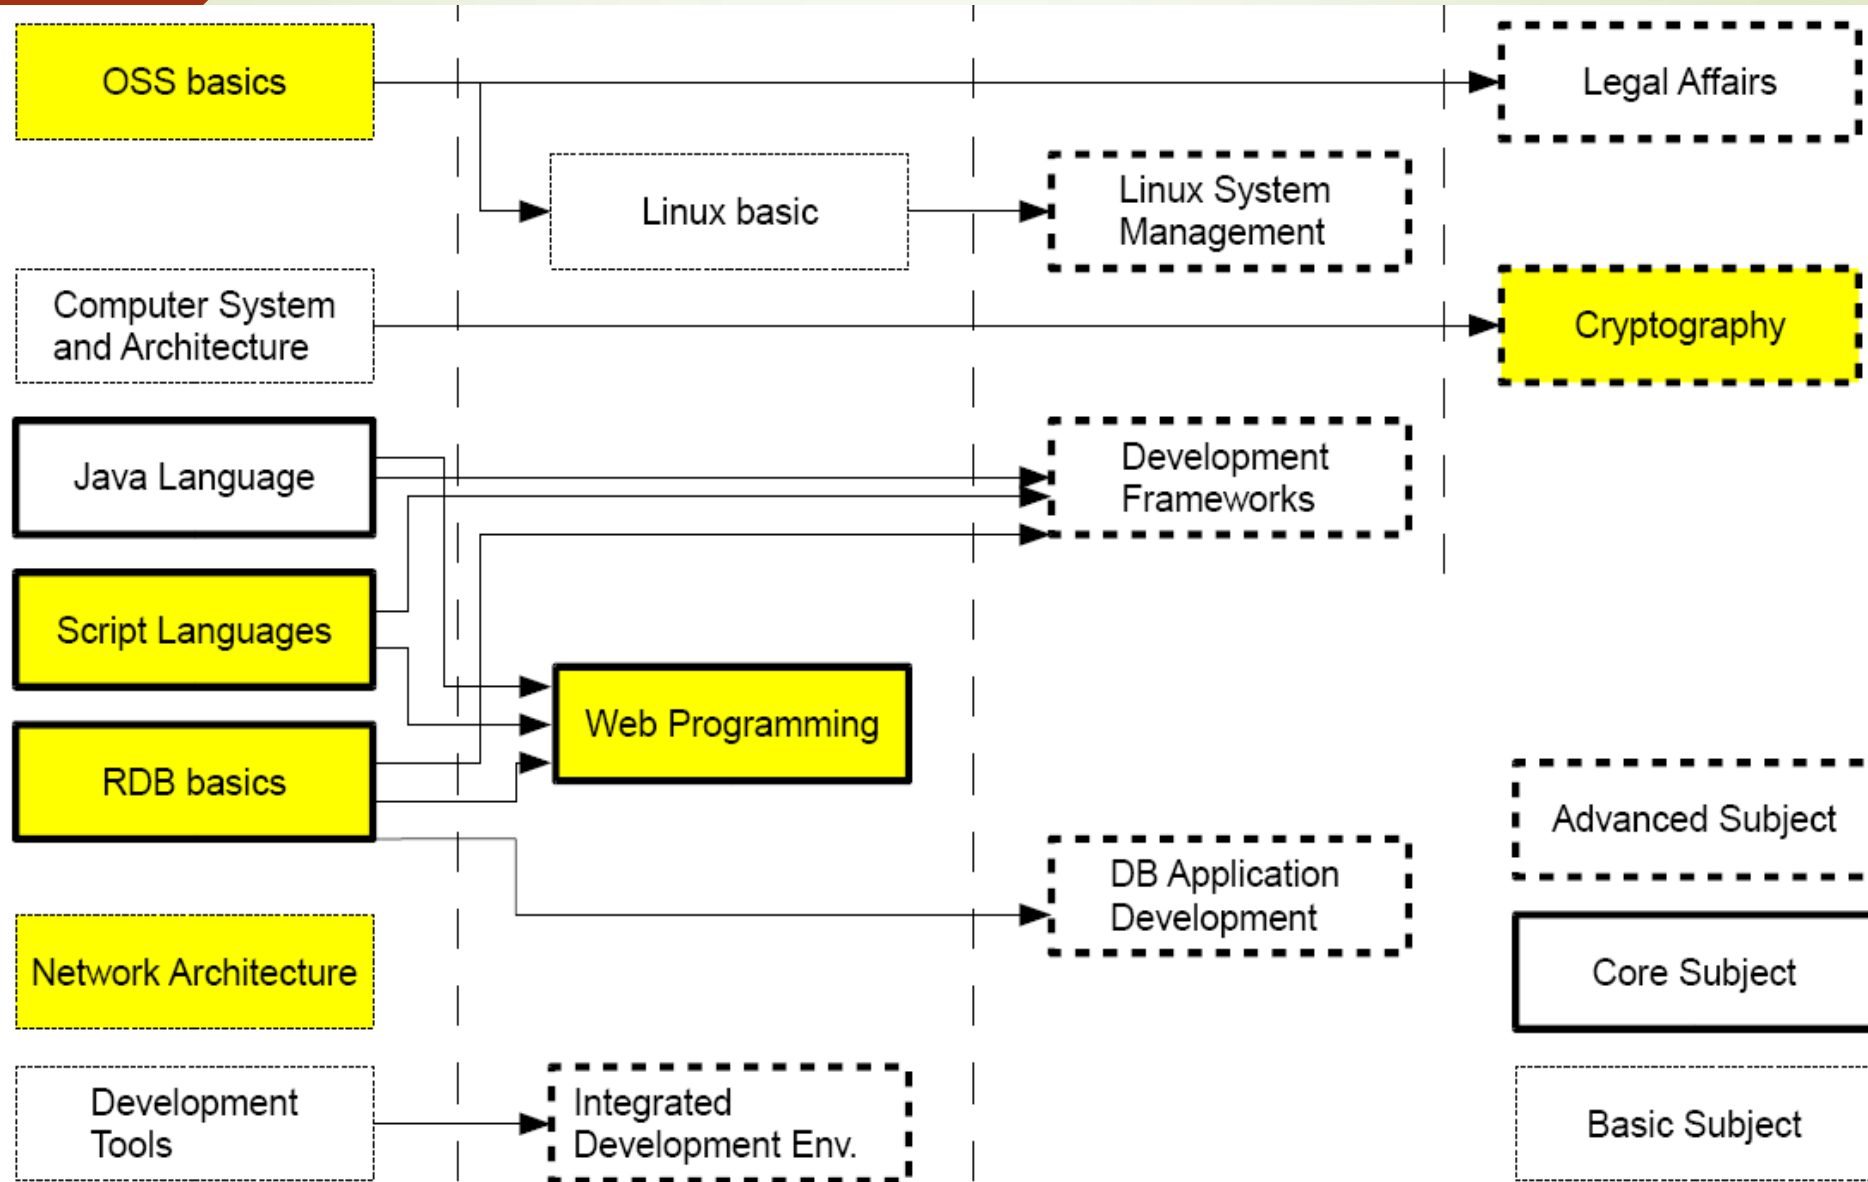 OSS basics
Legal Affairs
Linux basic
Linux System
Management
Computer System
and Architecture
Cryptography
Java Language
Development
Frameworks
Script Languages
Web Programming
RDB basics
Advanced Subject
DB Application
Development
Network Architecture
Core Subject
Development
Tools
Integrated
Development Env.
Basic Subject